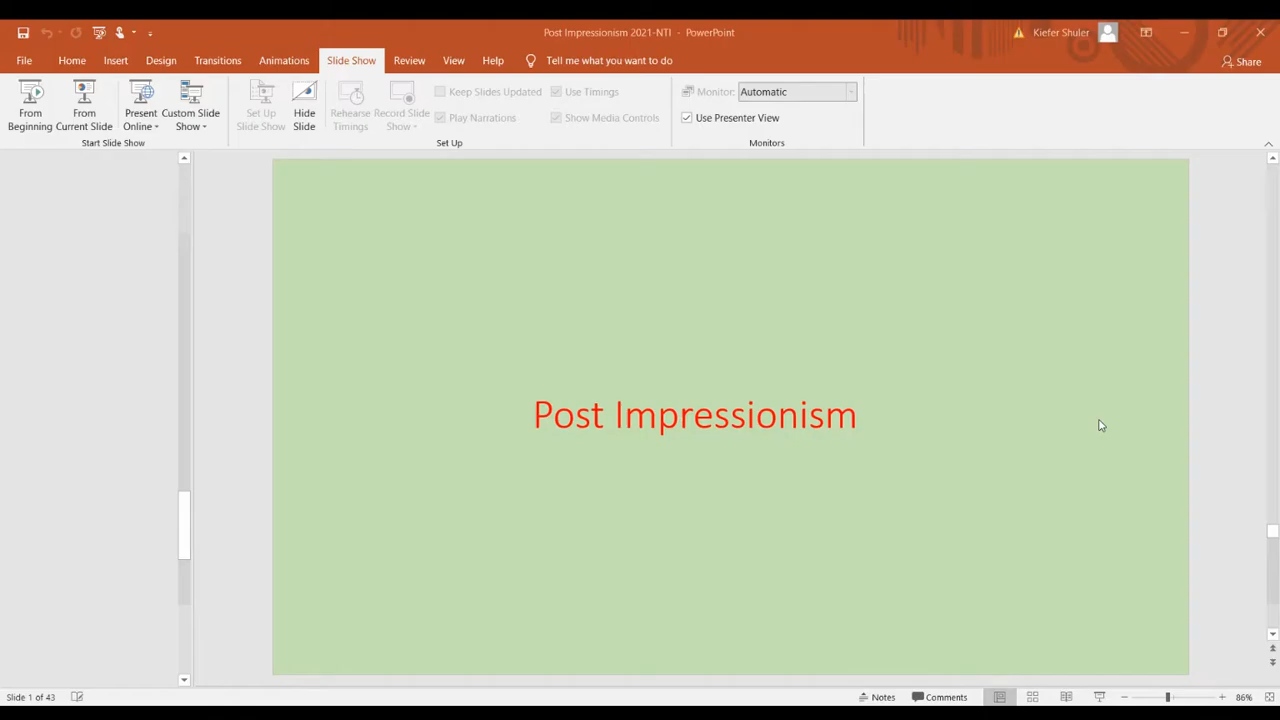 Post Impressionism 2021-NTI - PowerPoint
Kiefer Shuler
File Home Insert Design Transitions Animations Slide Show Review View Help Tell me what you want to do Share
From Beginning
From Current Slide
Present Online
Custom Slide Show
Start Slide Show
Set Up Slide Show
Hide Slide
Rehearse Timings
Record Slide Show
Keep Slides Updated
Play Narrations
Use Timings
Show Media Controls
Set Up
Monitor: Automatic
Use Presenter View
Monitors
Post Impressionism
Slide 1 of 43
Notes Comments 86%